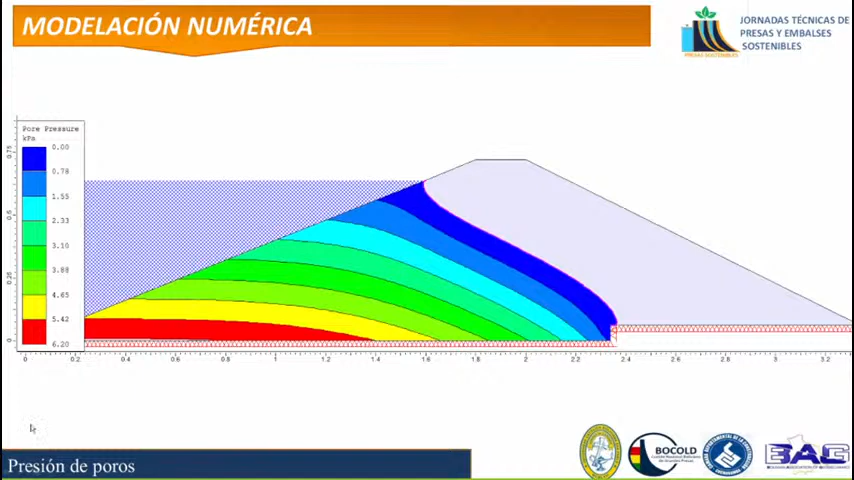 MODELACIÓN NUMÉRICA
JORNADAS TÉCNICAS DE
PRESAS Y EMBALSES
SOSTENIBLES
PRESAS SOSTENIBLES
Pore Pressure
kPa
0.00
0.78
1.55
2.33
3.10
3.88
4.65
5.42
6.20
0.75
0.5
0.25
0
0 0.2 0.4 0.6 0.8 1 1.2 1.4 1.6 1.8 2 2.2 2.4 2.6 2.8 3 3.2
Presión de poros
BOCOLD
BAG